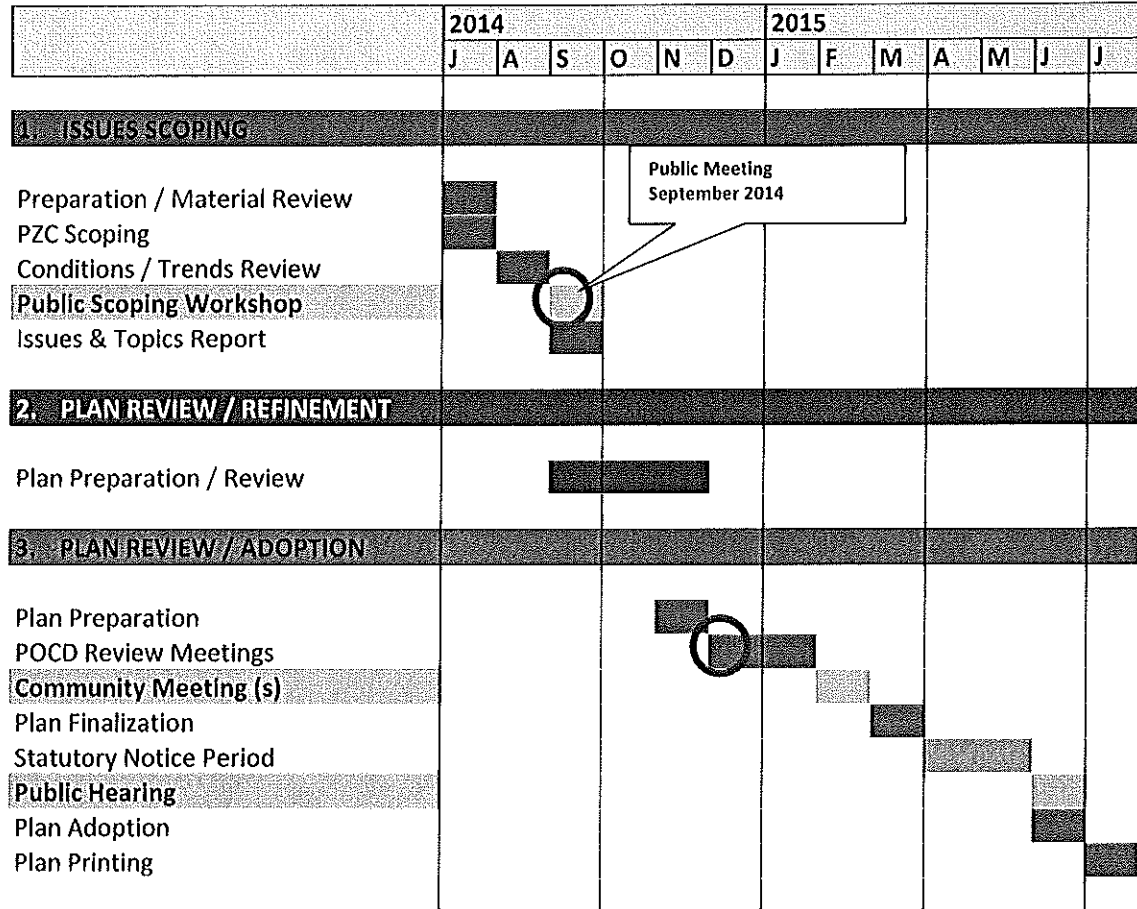 2014 2015
J A S O N D J F M A M J J
1. ISSUES SCOPING
Public Meeting
September 2014
Preparation / Material Review
PZC Scoping
Conditions / Trends Review
Public Scoping Workshop
Issues & Topics Report
2. PLAN REVIEW / REFINEMENT
Plan Preparation / Review
3. PLAN REVIEW / ADOPTION
Plan Preparation
POCD Review Meetings
Community Meeting (s)
Plan Finalization
Statutory Notice Period
Public Hearing
Plan Adoption
Plan Printing